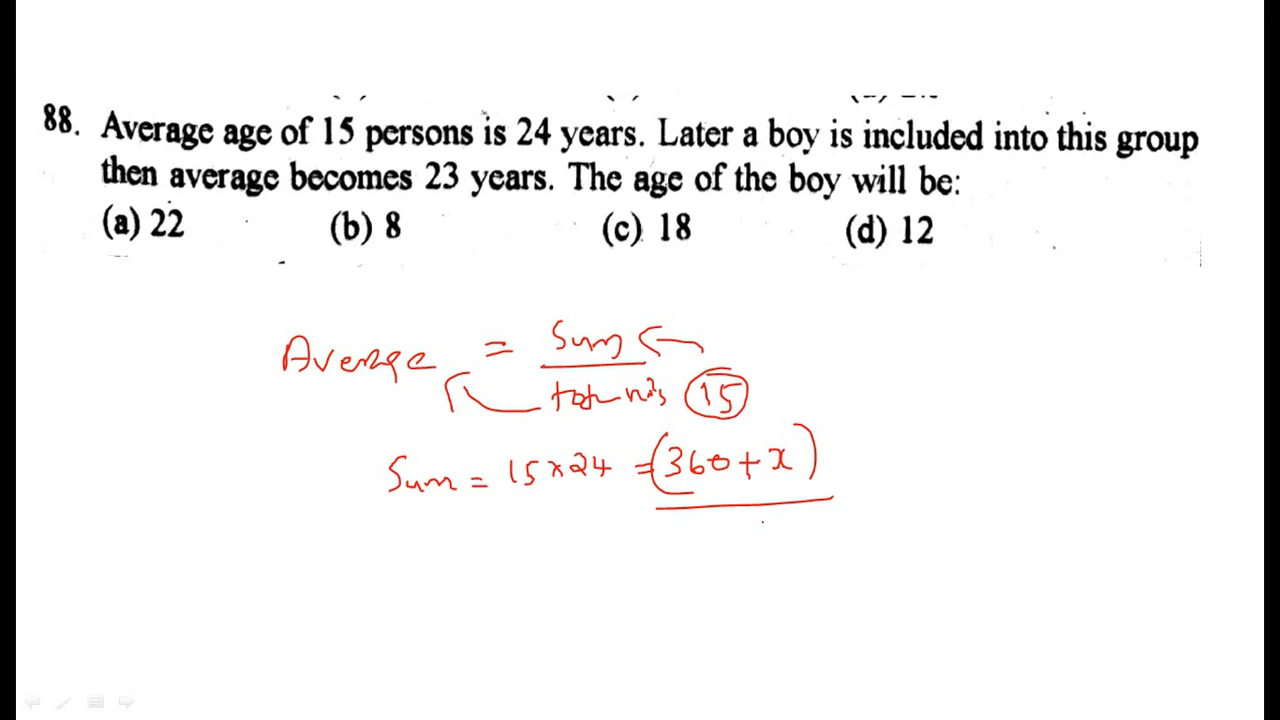 88. Average age of 15 persons is 24 years. Later a boy is included into this group
then average becomes 23 years. The age of the boy will be:
(a) 22 (b) 8 (c) 18 (d) 12
Average = Sum
15
Sum = 15×24 = (360+x)